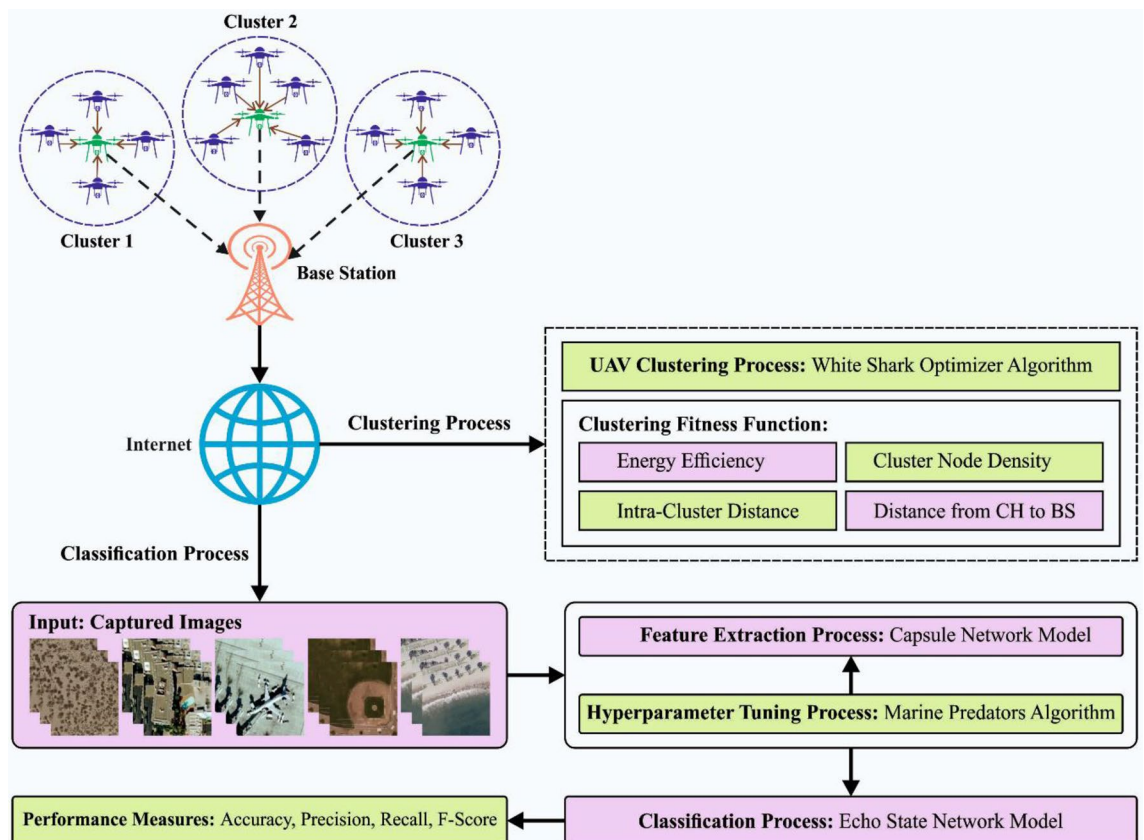 Cluster 2
Cluster 1
Cluster 3
Base Station
UAV Clustering Process: White Shark Optimizer Algorithm
Clustering Process
Internet
Clustering Fitness Function:
Energy Efficiency
Cluster Node Density
Intra-Cluster Distance
Distance from CH to BS
Classification Process
Input: Captured Images
Feature Extraction Process: Capsule Network Model
Hyperparameter Tuning Process: Marine Predators Algorithm
Performance Measures: Accuracy, Precision, Recall, F-Score
Classification Process: Echo State Network Model